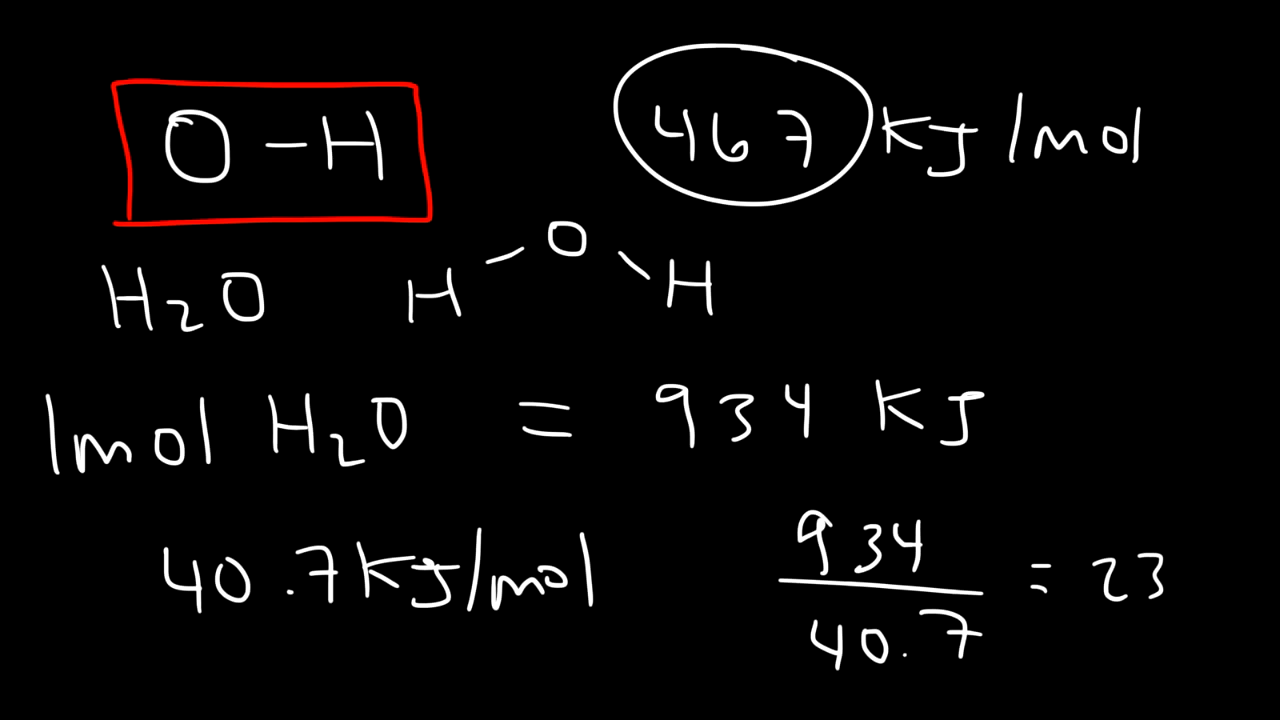 O – H 467 KJ/mol
O
H₂O H H
1mol H₂O = 934 KJ
40.7KJ/mol 934/40.7 = 23